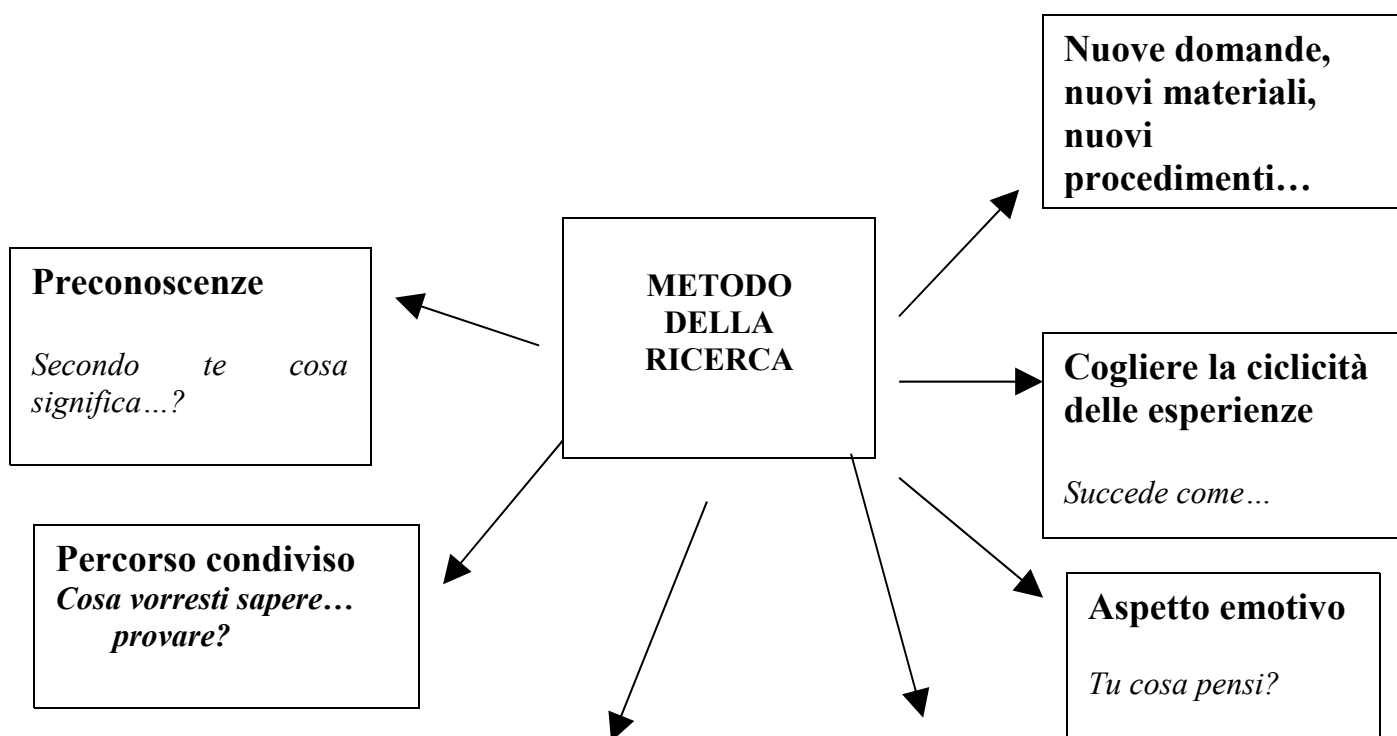 Nuove domande,
nuovi materiali,
nuovi
procedimenti…
METODO
DELLA
RICERCA
Preconoscenze
Secondo te cosa
significa…?
Cogliere la ciclicità
delle esperienze
Succede come…
Percorso condiviso
Cosa vorresti sapere…
provare?
Aspetto emotivo
Tu cosa pensi?